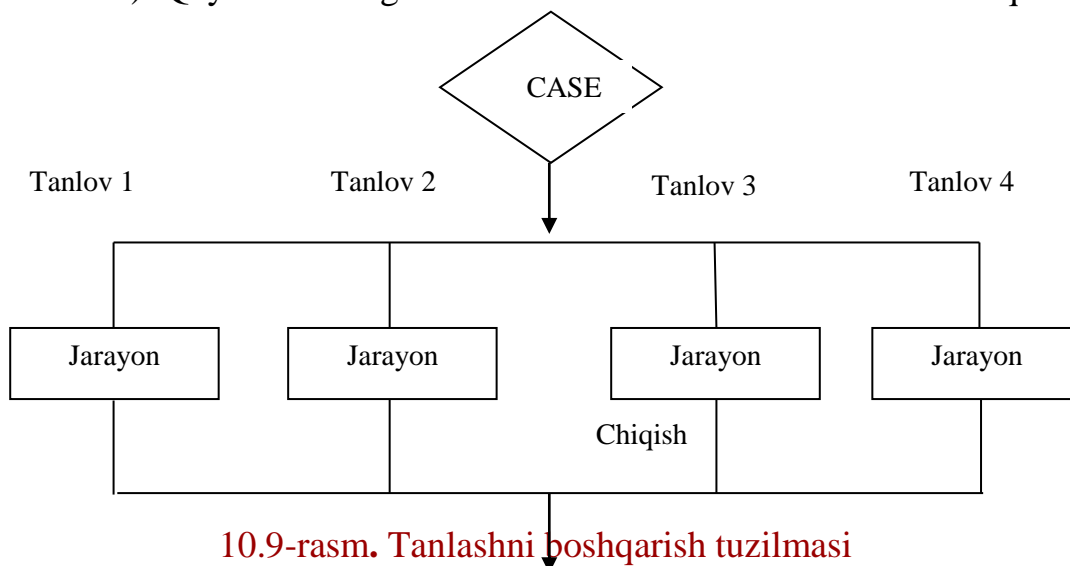 CASE
Tanlov 1 Tanlov 2 Tanlov 3 Tanlov 4
Jarayon Jarayon Jarayon Jarayon
Chiqish
10.9-rasm. Tanlashni boshqarish tuzilmasi